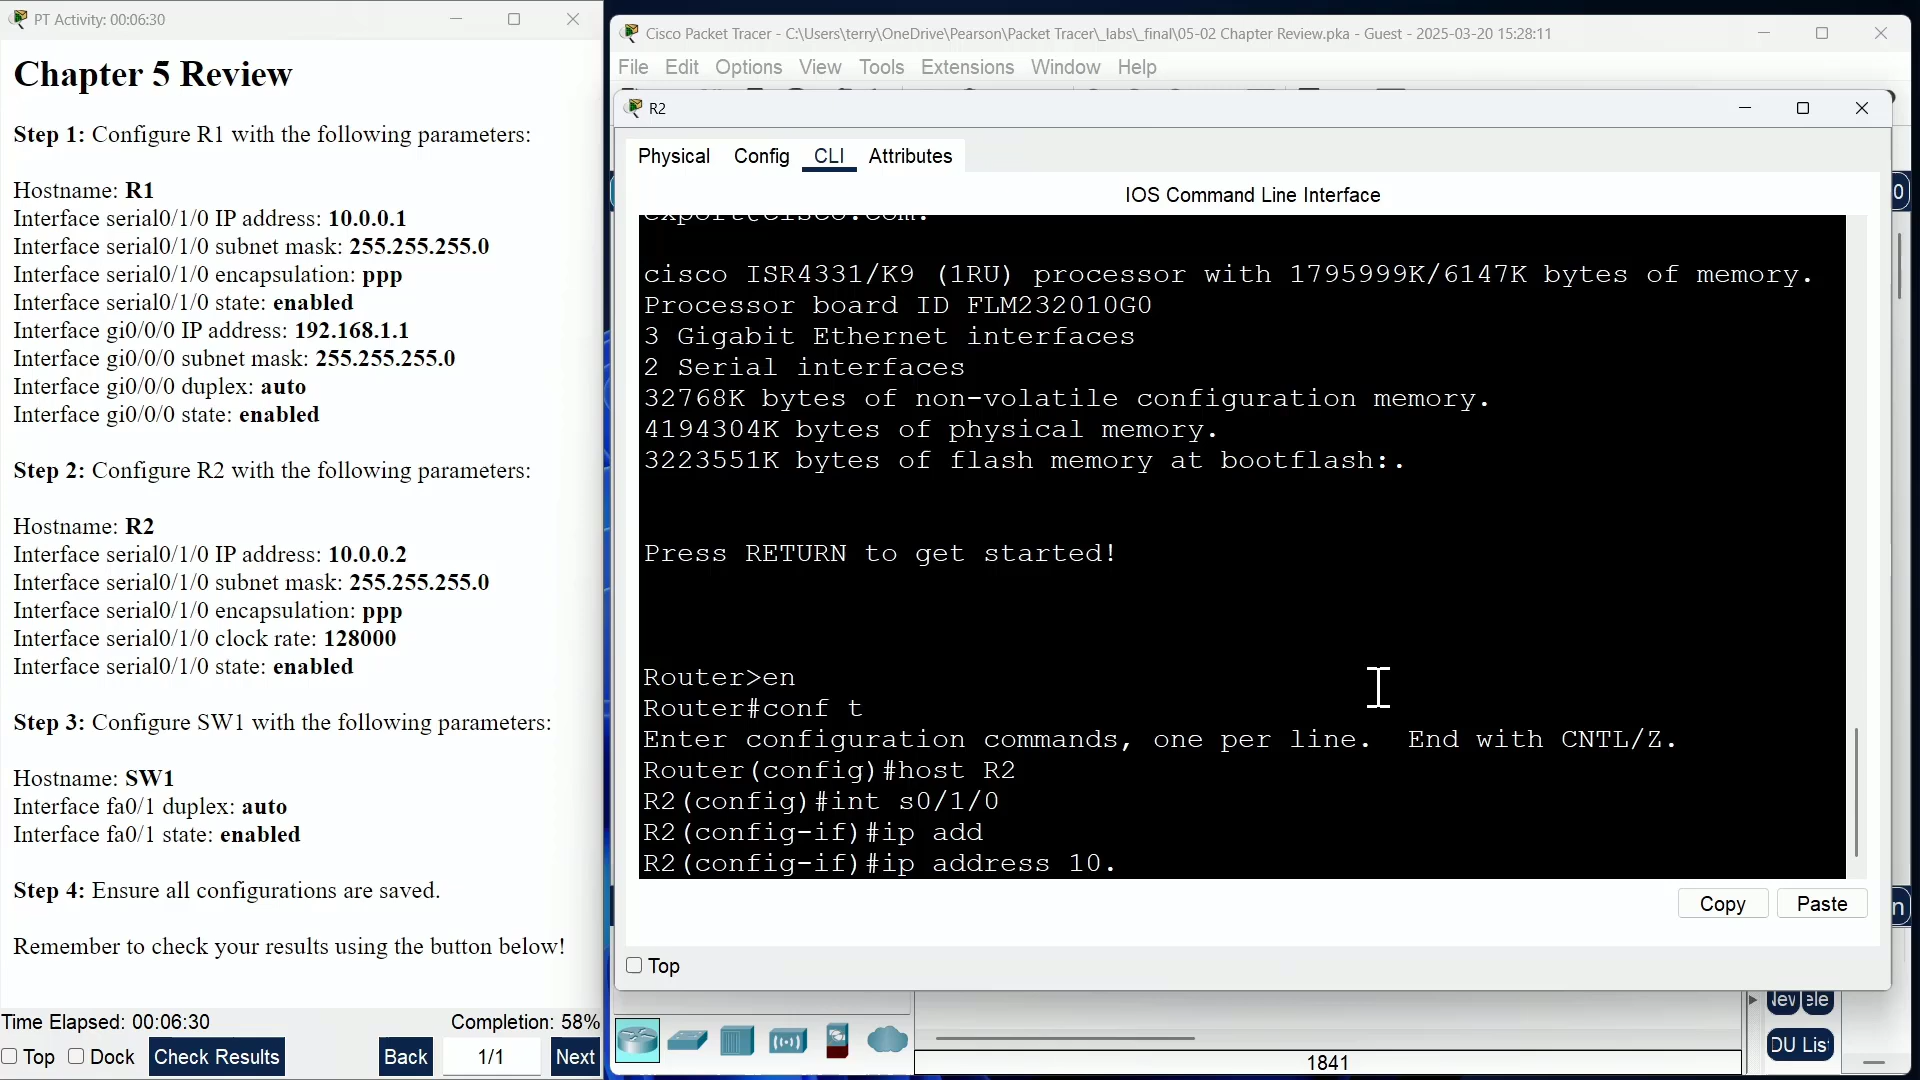 PT Activity: 00:06:30
Chapter 5 Review
Step 1: Configure R1 with the following parameters:
Hostname: R1
Interface serial0/1/0 IP address: 10.0.0.1
Interface serial0/1/0 subnet mask: 255.255.255.0
Interface serial0/1/0 encapsulation: ppp
Interface serial0/1/0 state: enabled
Interface gi0/0/0 IP address: 192.168.1.1
Interface gi0/0/0 subnet mask: 255.255.255.0
Interface gi0/0/0 duplex: auto
Interface gi0/0/0 state: enabled
Step 2: Configure R2 with the following parameters:
Hostname: R2
Interface serial0/1/0 IP address: 10.0.0.2
Interface serial0/1/0 subnet mask: 255.255.255.0
Interface serial0/1/0 encapsulation: ppp
Interface serial0/1/0 clock rate: 128000
Interface serial0/1/0 state: enabled
Step 3: Configure SW1 with the following parameters:
Hostname: SW1
Interface fa0/1 duplex: auto
Interface fa0/1 state: enabled
Step 4: Ensure all configurations are saved.
Remember to check your results using the button below!
Time Elapsed: 00:06:30 Completion: 58%
Top Dock Check Results Back 1/1 Next
Cisco Packet Tracer - C:\Users\terry\OneDrive\Pearson\Packet Tracer\_labs\_final\05-02 Chapter Review.pka - Guest - 2025-03-20 15:28:11
File Edit Options View Tools Extensions Window Help
R2
Physical Config CLI Attributes
IOS Command Line Interface
export@cisco.com.
cisco ISR4331/K9 (1RU) processor with 1795999K/6147K bytes of memory.
Processor board ID FLM232010G0
3 Gigabit Ethernet interfaces
2 Serial interfaces
32768K bytes of non-volatile configuration memory.
4194304K bytes of physical memory.
3223551K bytes of flash memory at bootflash:.
Press RETURN to get started!
Router>en
Router#conf t
Enter configuration commands, one per line.  End with CNTL/Z.
Router(config)#host R2
R2(config)#int s0/1/0
R2(config-if)#ip add
R2(config-if)#ip address 10.
Copy Paste
Top
1841